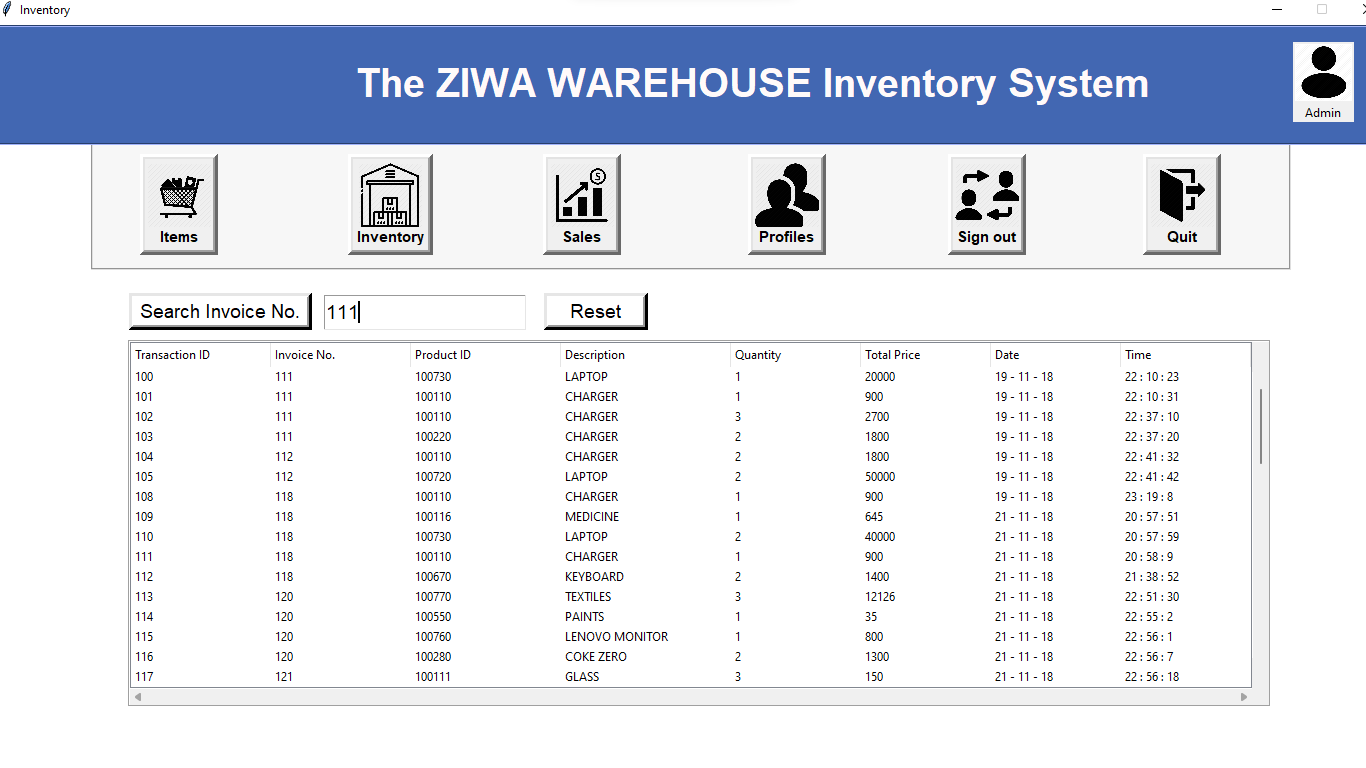 Inventory
The ZIWA WAREHOUSE Inventory System
Admin
Items Inventory Sales Profiles Sign out Quit
Search Invoice No. 111 Reset
Transaction ID Invoice No. Product ID Description Quantity Total Price Date Time
100 111 100730 LAPTOP 1 20000 19 - 11 - 18 22 : 10 : 23
101 111 100110 CHARGER 1 900 19 - 11 - 18 22 : 10 : 31
102 111 100110 CHARGER 3 2700 19 - 11 - 18 22 : 37 : 10
103 111 100220 CHARGER 2 1800 19 - 11 - 18 22 : 37 : 20
104 112 100110 CHARGER 2 1800 19 - 11 - 18 22 : 41 : 32
105 112 100720 LAPTOP 2 50000 19 - 11 - 18 22 : 41 : 42
108 118 100110 CHARGER 1 900 19 - 11 - 18 23 : 19 : 8
109 118 100116 MEDICINE 1 645 21 - 11 - 18 20 : 57 : 51
110 118 100730 LAPTOP 2 40000 21 - 11 - 18 20 : 57 : 59
111 118 100110 CHARGER 1 900 21 - 11 - 18 20 : 58 : 9
112 118 100670 KEYBOARD 2 1400 21 - 11 - 18 21 : 38 : 52
113 120 100770 TEXTILES 3 12126 21 - 11 - 18 22 : 51 : 30
114 120 100550 PAINTS 1 35 21 - 11 - 18 22 : 55 : 2
115 120 100760 LENOVO MONITOR 1 800 21 - 11 - 18 22 : 56 : 1
116 120 100280 COKE ZERO 2 1300 21 - 11 - 18 22 : 56 : 7
117 121 100111 GLASS 3 150 21 - 11 - 18 22 : 56 : 18